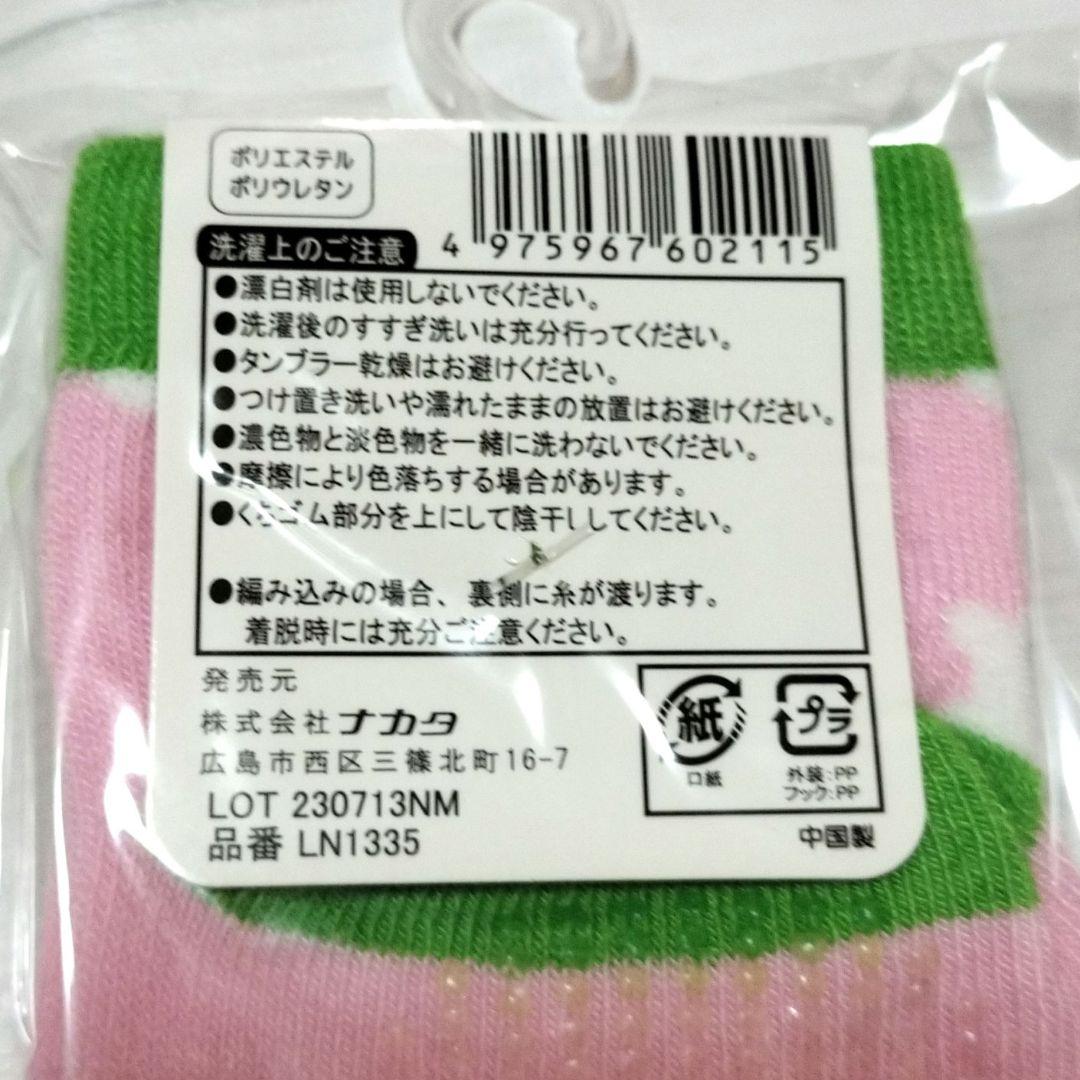 ポリエステル
ポリウレタン
4 975967 602115
洗濯上のご注意
●漂白剤は使用しないでください。
●洗濯後のすすぎ洗いは充分行ってください。
●タンブラー乾燥はお避けください。
●つけ置き洗いや濡れたままの放置はお避けください。
●濃色物と淡色物を一緒に洗わないでください。
●摩擦により色落ちする場合があります。
●くちゴム部分を上にして陰干ししてください。
●編み込みの場合、裏側に糸が渡ります。
着脱時には充分ご注意ください。
発売元
株式会社ナカタ
広島市西区三篠北町16-7
LOT 230713NM
品番 LN1335
紙
口紙
プラ
外装:PP
フック:PP
中国製